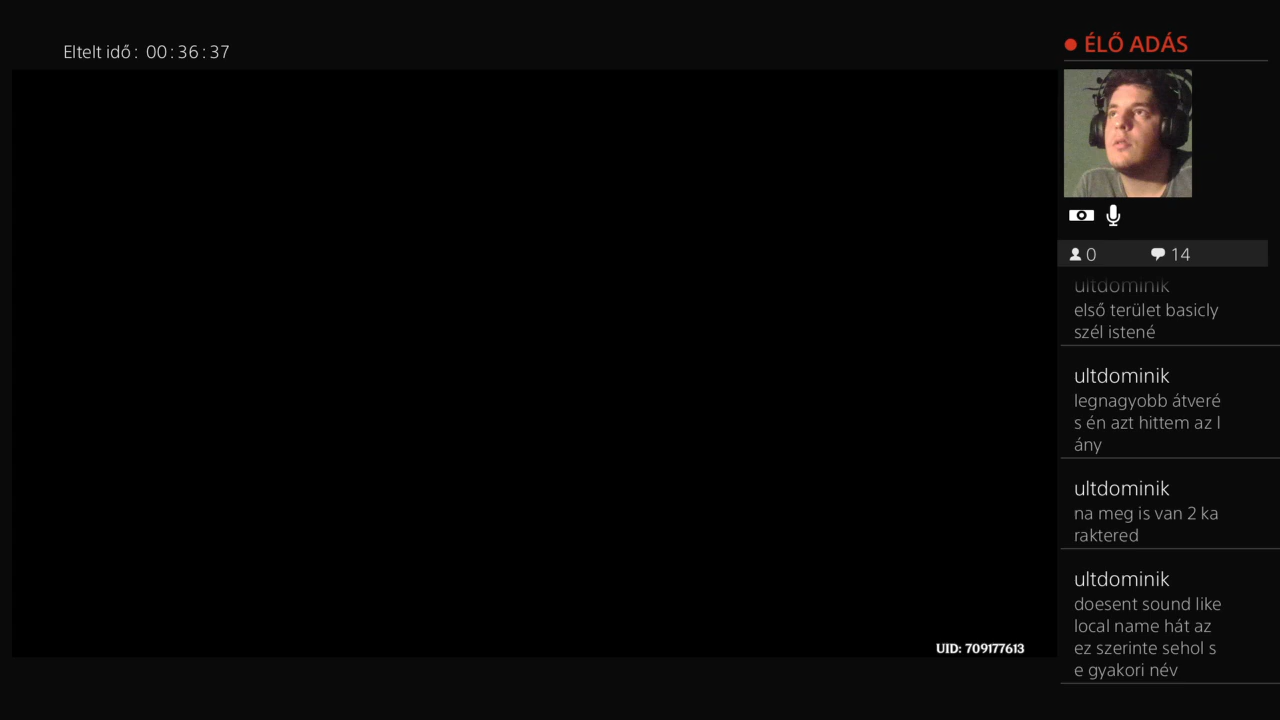 Eltelt idő: 00:36:37
ÉLŐ ADÁS
0 14
ultdominik
első terület basicly
szél istené
ultdominik
legnagyobb átveré
s én azt hittem az l
ány
ultdominik
na meg is van 2 ka
raktered
ultdominik
doesent sound like
local name hát az
ez szerinte sehol s
e gyakori név
UID: 709177613